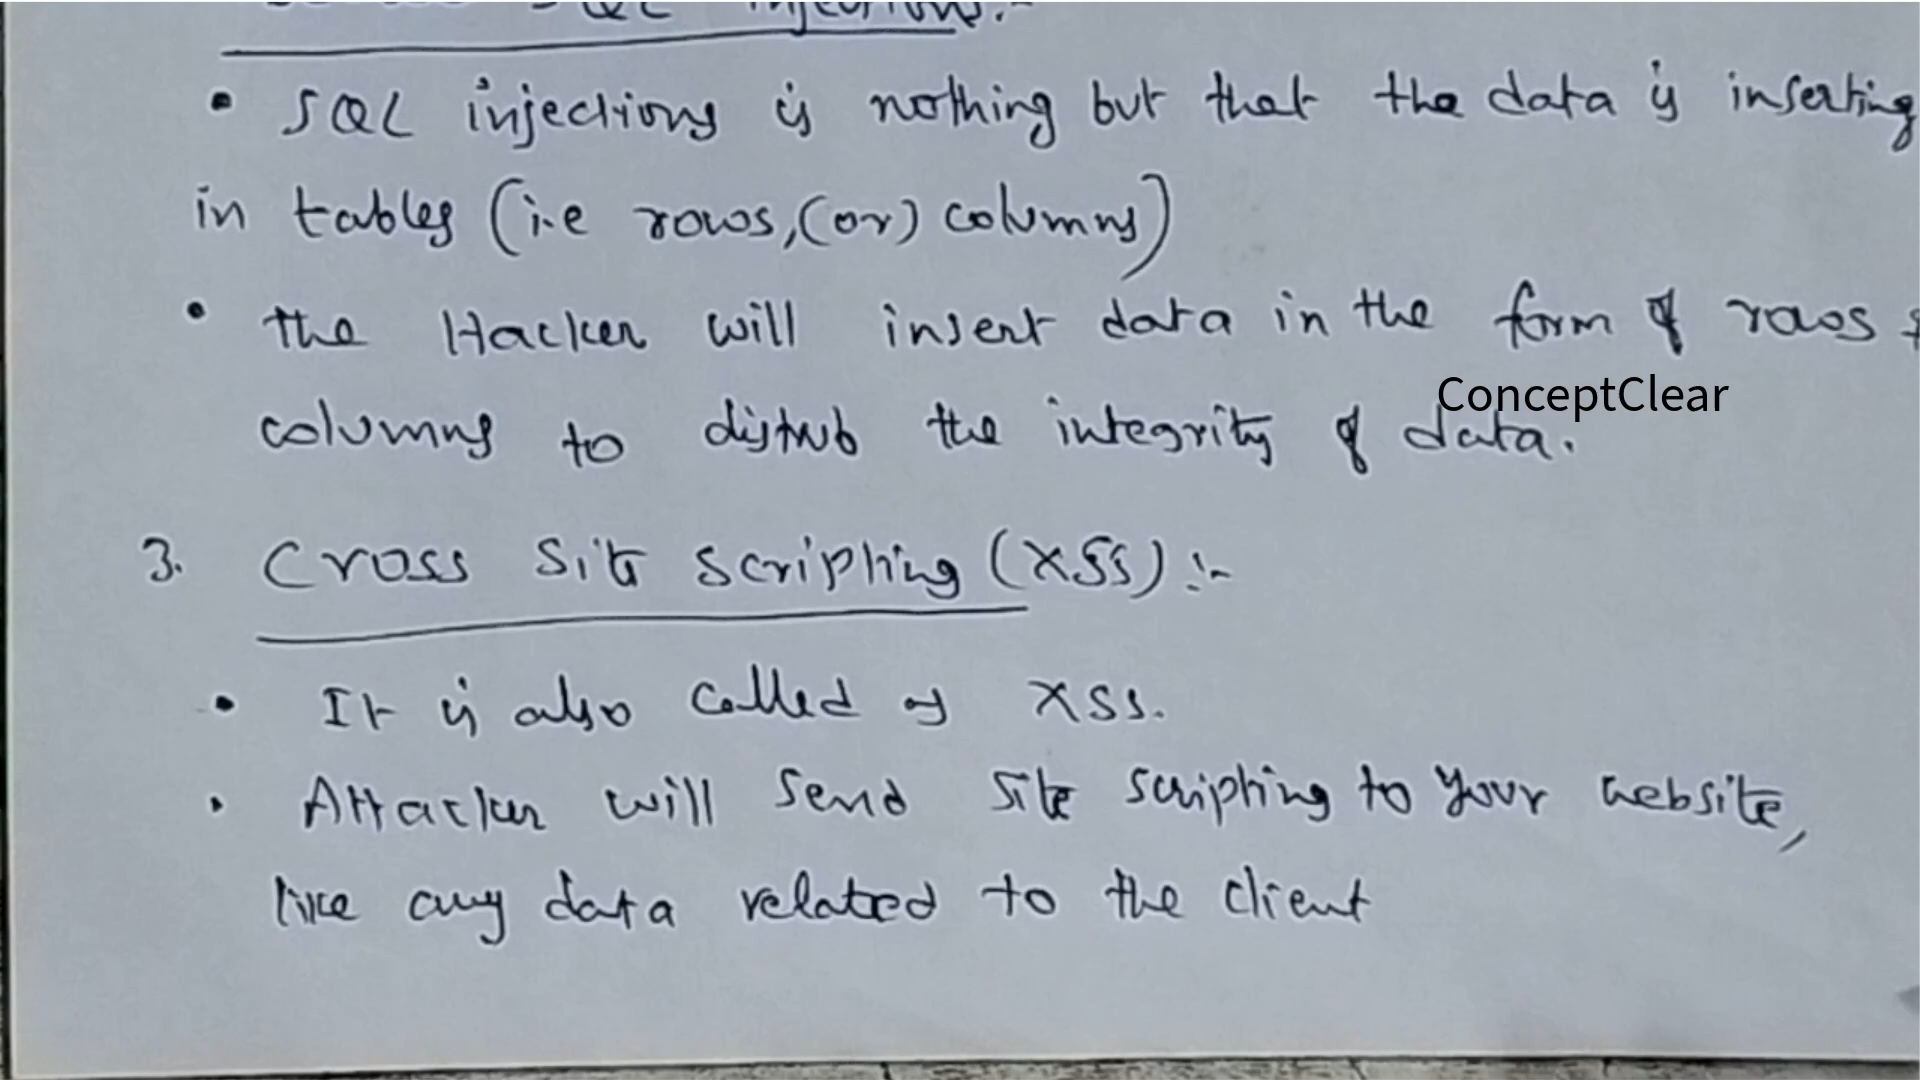 SQL injections:-
• SQL injections is nothing but that the data is inserting
in tables (i.e rows,(or) columns)
• the Hacker will insert data in the form of rows &
ConceptClear
columns to distrub the integrity of data.
3. Cross Site Scripting (XSS):-
• It is also called as XSS.
• Attacker will send site scripting to your website,
like any data related to the client